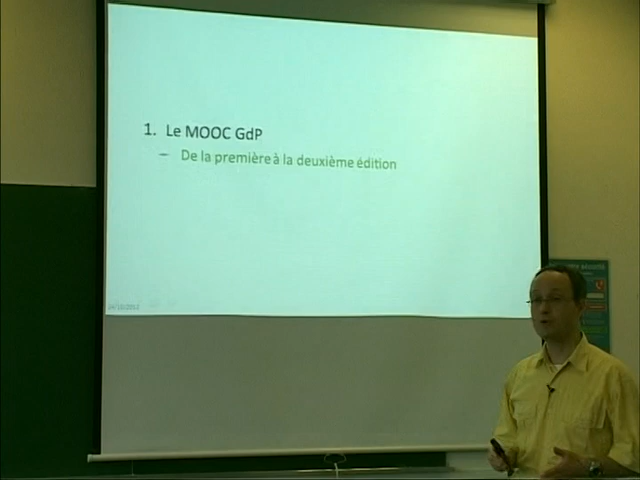 1. Le MOOC GdP
– De la première à la deuxième édition